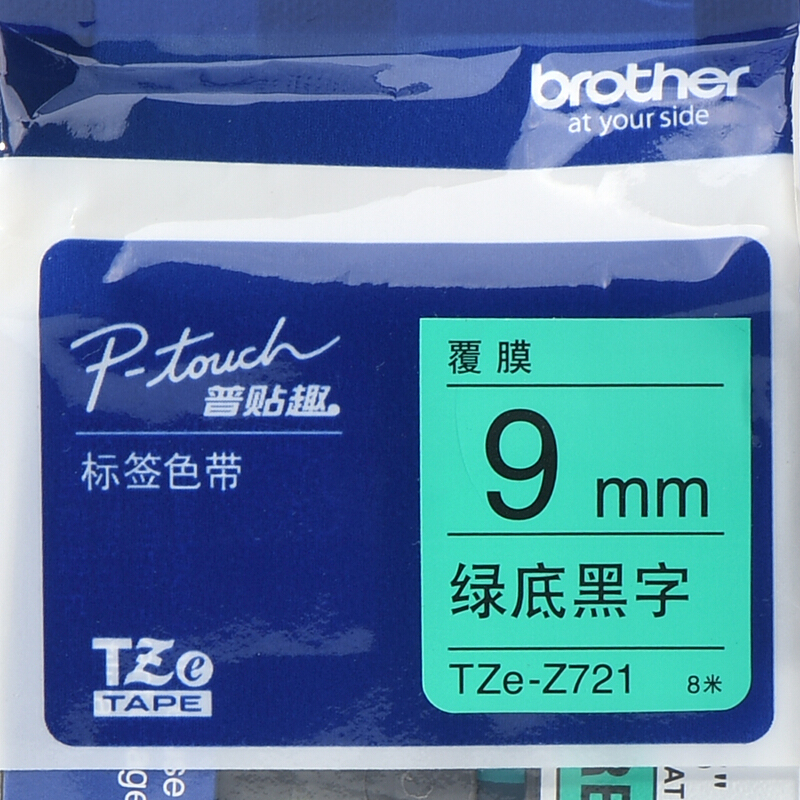 brother
at your side
P-touch
普贴趣
标签色带
覆膜
9 mm
绿底黑字
TZe-Z721 8米
TZe
TAPE